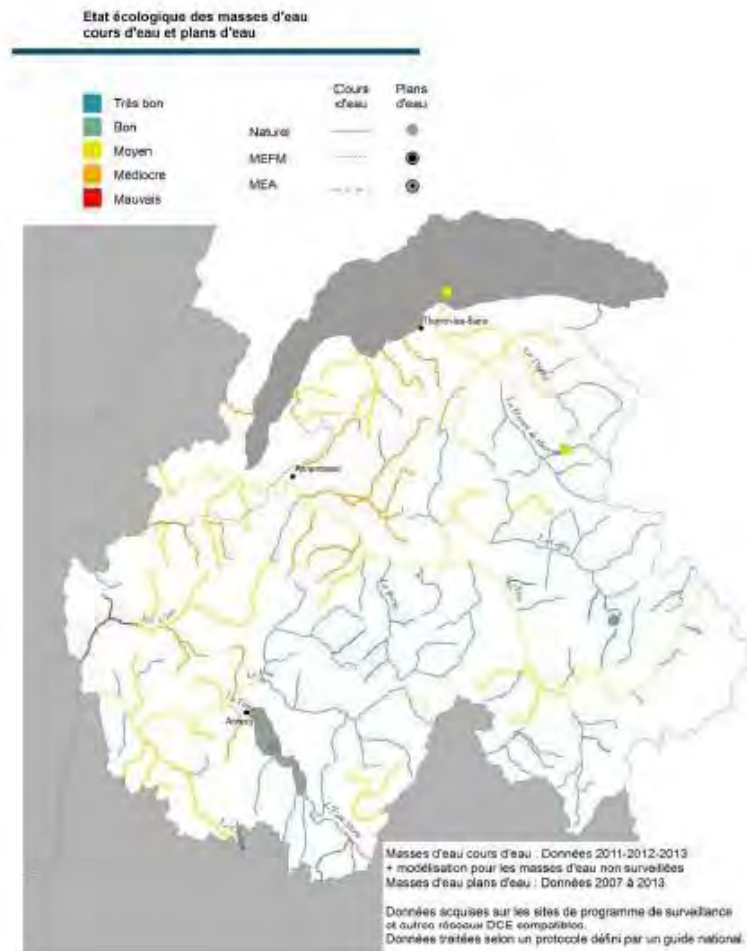 Etat écologique des masses d'eau
cours d'eau et plans d'eau
Très bon
Bon
Moyen
Médiocre
Mauvais
Cours
d'eau
Plans
d'eau
Naturel
MEFM
MEA
Thonon-les-Bains
Annemasse
Annecy
Masses d'eau cours d'eau : Données 2011-2012-2013
+ modélisation pour les masses d'eau non surveillées
Masses d'eau plans d'eau : Données 2007 à 2013
Données acquises sur les sites de programme de surveillance
et autres réseaux DCE compatibles.
Données traitées selon un protocole défini par un guide national.